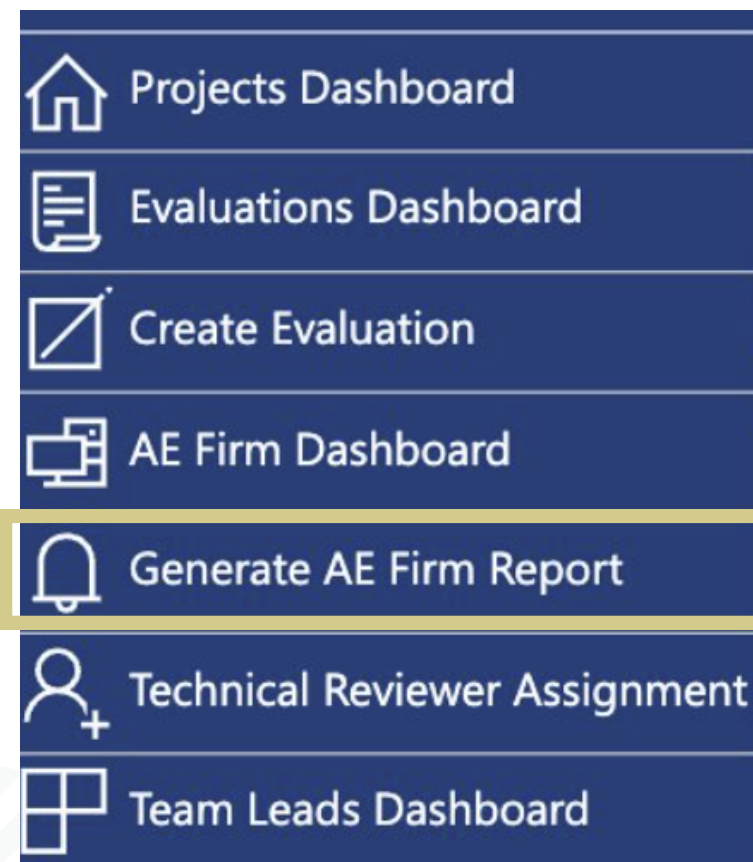 Projects Dashboard
Evaluations Dashboard
Create Evaluation
AE Firm Dashboard
Generate AE Firm Report
Technical Reviewer Assignment
Team Leads Dashboard